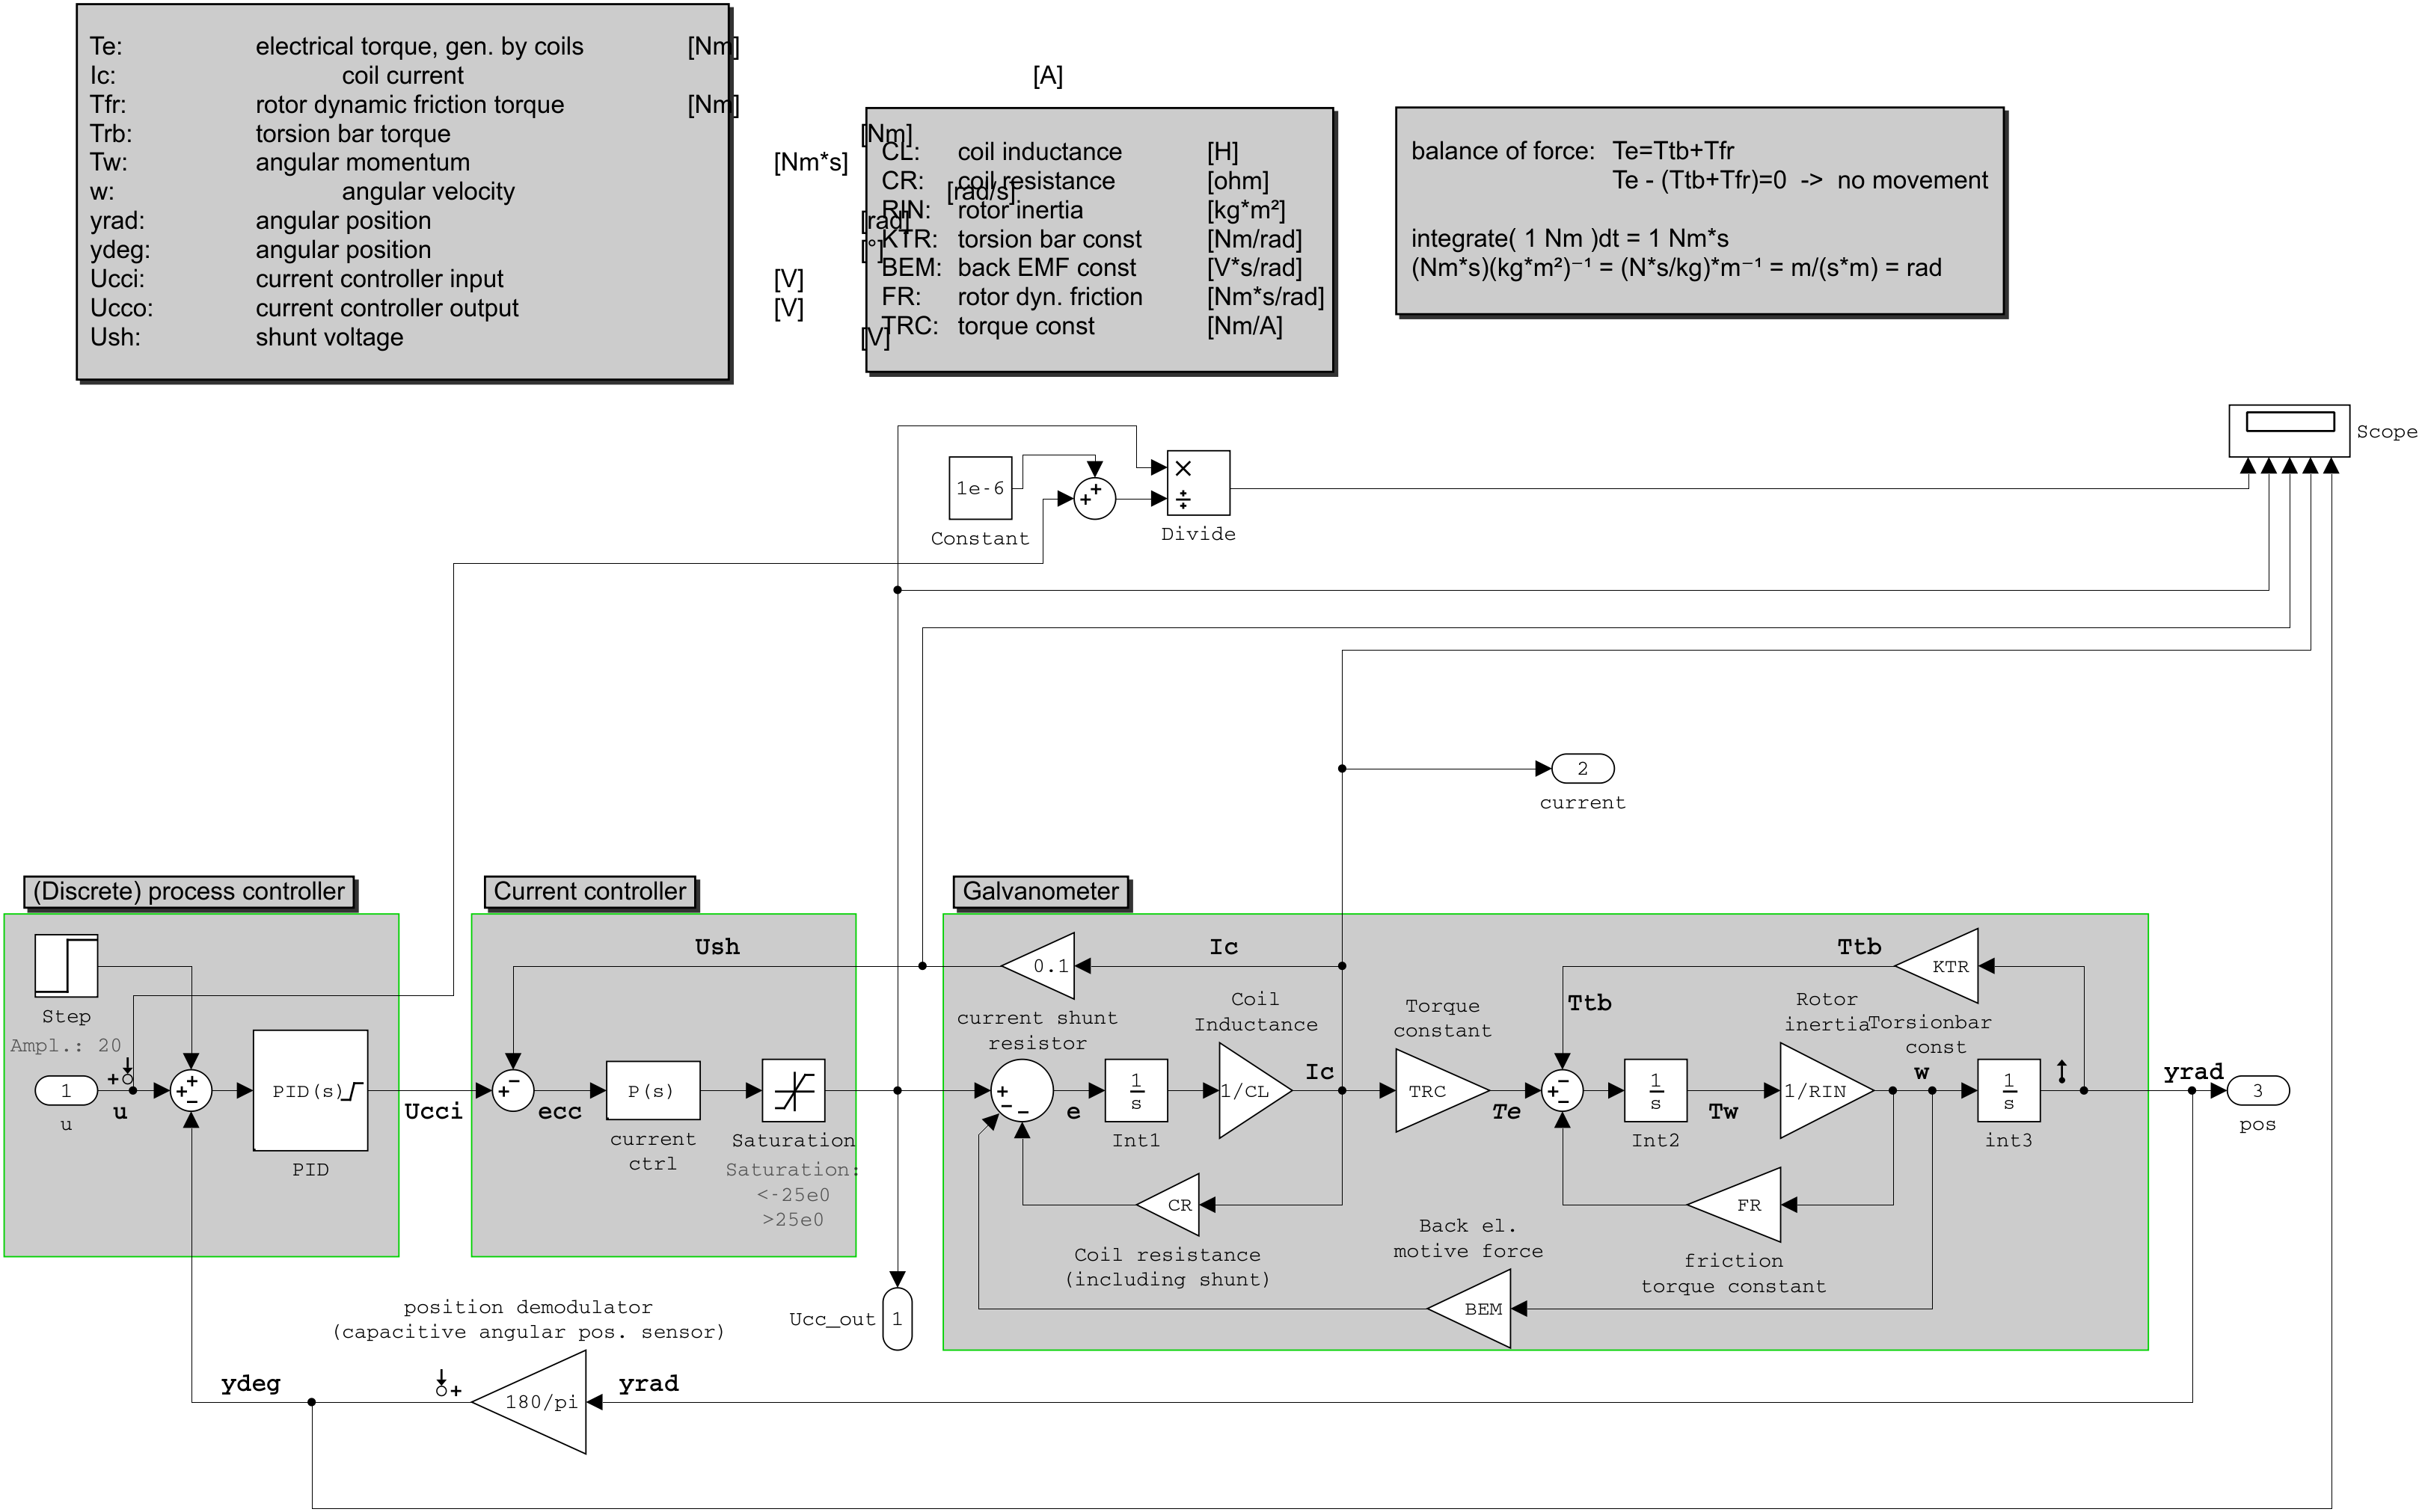 Te: electrical torque, gen. by coils [Nm]
Ic: coil current [A]
Tfr: rotor dynamic friction torque [Nm]
Trb: torsion bar torque [Nm]
Tw: angular momentum [Nm*s]
w: angular velocity [rad/s]
yrad: angular position [rad]
ydeg: angular position [°]
Ucci: current controller input [V]
Ucco: current controller output [V]
Ush: shunt voltage [V]
CL: coil inductance [H]
CR: coil resistance [ohm]
RIN: rotor inertia [kg*m²]
KTR: torsion bar const [Nm/rad]
BEM: back EMF const [V*s/rad]
FR: rotor dyn. friction [Nm*s/rad]
TRC: torque const [Nm/A]
balance of force: Te=Ttb+Tfr
Te - (Ttb+Tfr)=0 -> no movement
integrate( 1 Nm )dt = 1 Nm*s
(Nm*s)(kg*m²)⁻¹ = (N*s/kg)*m⁻¹ = m/(s*m) = rad
Scope
1e-6
Constant
Divide
2
current
(Discrete) process controller
Current controller
Galvanometer
Step
Ampl.: 20
1
u
u
PID(s)
PID
Ucci
Ush
ecc
P(s)
current
ctrl
Saturation
Saturation:
<-25e0
>25e0
Ucc_out
1
0.1
current shunt
resistor
Ic
e
1
s
Int1
Coil
Inductance
1/CL
Ic
CR
Coil resistance
(including shunt)
Torque
constant
TRC
Te
Ttb
Ttb
KTR
1
s
Int2
Tw
Rotor
inertia
1/RIN
Torsionbar
const
w
1
s
int3
FR
friction
torque constant
Back el.
motive force
BEM
yrad
3
pos
position demodulator
(capacitive angular pos. sensor)
ydeg
180/pi
yrad